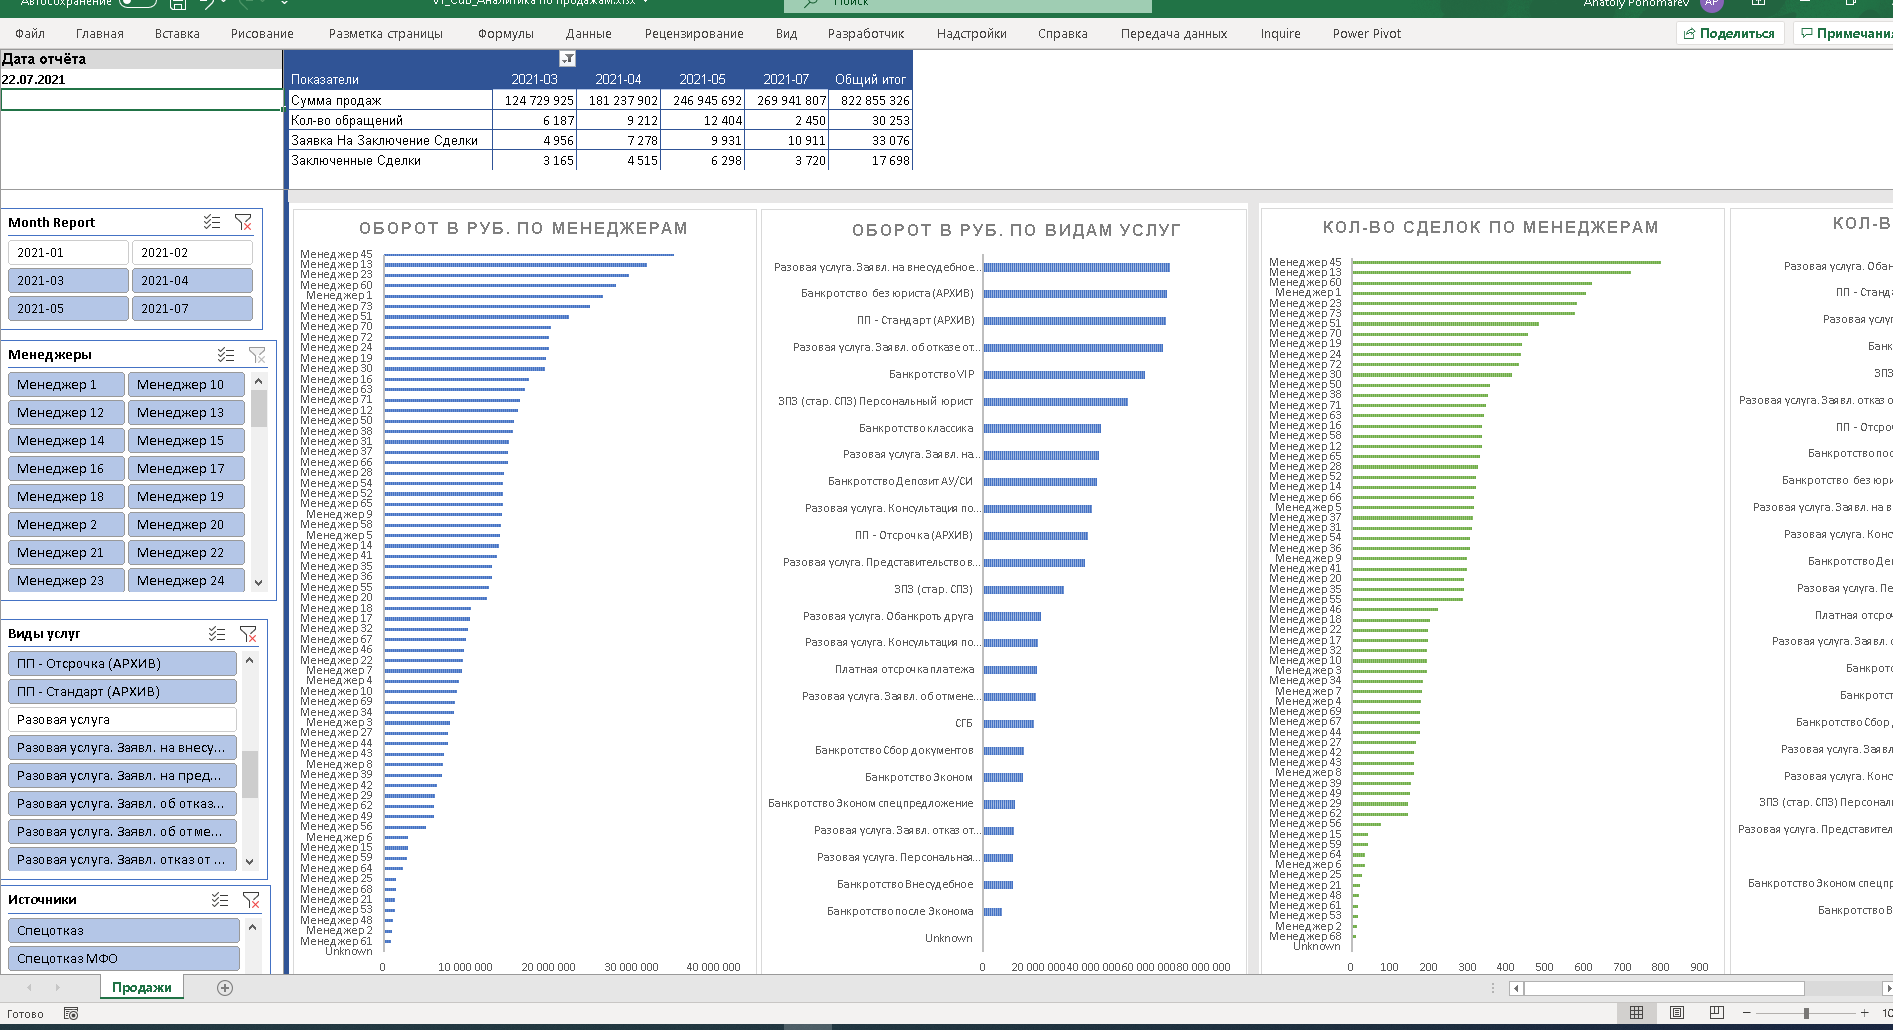 Автосохранение
VT_Cub_Аналитика по продажам.xlsx
Поиск
Anatoly Ponomarev
AP
Файл Главная Вставка Рисование Разметка страницы Формулы Данные Рецензирование Вид Разработчик Надстройки Справка Передача данных Inquire Power Pivot
Поделиться
Примечания
Дата отчёта
22.07.2021
Показатели 2021-03 2021-04 2021-05 2021-07 Общий итог
Сумма продаж 124 729 925 181 237 902 246 945 692 269 941 807 822 855 326
Кол-во обращений 6 187 9 212 12 404 2 450 30 253
Заявка На Заключение Сделки 4 956 7 278 9 931 10 911 33 076
Заключенные Сделки 3 165 4 515 6 298 3 720 17 698
Month Report
2021-01 2021-02
2021-03 2021-04
2021-05 2021-07
Менеджеры
Менеджер 1 Менеджер 10
Менеджер 12 Менеджер 13
Менеджер 14 Менеджер 15
Менеджер 16 Менеджер 17
Менеджер 18 Менеджер 19
Менеджер 2 Менеджер 20
Менеджер 21 Менеджер 22
Менеджер 23 Менеджер 24
Виды услуг
ПП - Отсрочка (АРХИВ)
ПП - Стандарт (АРХИВ)
Разовая услуга
Разовая услуга. Заявл. на внесу...
Разовая услуга. Заявл. на пред...
Разовая услуга. Заявл. об отказ...
Разовая услуга. Заявл. об отме...
Разовая услуга. Заявл. отказ от ...
Источники
Спецотказ
Спецотказ МФО
ОБОРОТ В РУБ. ПО МЕНЕДЖЕРАМ
Менеджер 45
Менеджер 13
Менеджер 23
Менеджер 60
Менеджер 1
Менеджер 73
Менеджер 51
Менеджер 70
Менеджер 72
Менеджер 24
Менеджер 19
Менеджер 30
Менеджер 16
Менеджер 63
Менеджер 71
Менеджер 12
Менеджер 50
Менеджер 38
Менеджер 31
Менеджер 37
Менеджер 66
Менеджер 28
Менеджер 54
Менеджер 52
Менеджер 65
Менеджер 9
Менеджер 58
Менеджер 5
Менеджер 14
Менеджер 41
Менеджер 35
Менеджер 36
Менеджер 55
Менеджер 20
Менеджер 18
Менеджер 17
Менеджер 32
Менеджер 67
Менеджер 46
Менеджер 22
Менеджер 7
Менеджер 4
Менеджер 10
Менеджер 69
Менеджер 34
Менеджер 3
Менеджер 27
Менеджер 44
Менеджер 43
Менеджер 8
Менеджер 39
Менеджер 42
Менеджер 29
Менеджер 62
Менеджер 49
Менеджер 56
Менеджер 6
Менеджер 15
Менеджер 59
Менеджер 64
Менеджер 25
Менеджер 68
Менеджер 21
Менеджер 53
Менеджер 48
Менеджер 2
Менеджер 61
Unknown
0 10 000 000 20 000 000 30 000 000 40 000 000
ОБОРОТ В РУБ. ПО ВИДАМ УСЛУГ
Разовая услуга. Заявл. на внесудебное...
Банкротство без юриста (АРХИВ)
ПП - Стандарт (АРХИВ)
Разовая услуга. Заявл. об отказе от...
Банкротство VIP
ЗПЗ (стар. СПЗ) Персональный юрист
Банкротство классика
Разовая услуга. Заявл. на...
Банкротство Депозит АУ/СИ
Разовая услуга. Консультация по...
ПП - Отсрочка (АРХИВ)
Разовая услуга. Представительство в...
ЗПЗ (стар. СПЗ)
Разовая услуга. Обанкроть друга
Разовая услуга. Консультация по...
Платная отсрочка платежа
Разовая услуга. Заявл. об отмене...
СГБ
Банкротство Сбор документов
Банкротство Эконом
Банкротство Эконом спецпредложение
Разовая услуга. Заявл. отказ от...
Разовая услуга. Персональная...
Банкротство Внесудебное
Банкротство после Эконома
Unknown
0 20 000 000 40 000 000 60 000 000 80 000 000
КОЛ-ВО СДЕЛОК ПО МЕНЕДЖЕРАМ
Менеджер 45
Менеджер 13
Менеджер 60
Менеджер 1
Менеджер 23
Менеджер 73
Менеджер 51
Менеджер 70
Менеджер 19
Менеджер 24
Менеджер 72
Менеджер 30
Менеджер 50
Менеджер 38
Менеджер 71
Менеджер 63
Менеджер 16
Менеджер 58
Менеджер 12
Менеджер 65
Менеджер 28
Менеджер 52
Менеджер 14
Менеджер 66
Менеджер 5
Менеджер 37
Менеджер 31
Менеджер 54
Менеджер 36
Менеджер 9
Менеджер 41
Менеджер 20
Менеджер 35
Менеджер 55
Менеджер 46
Менеджер 18
Менеджер 22
Менеджер 17
Менеджер 32
Менеджер 10
Менеджер 3
Менеджер 34
Менеджер 7
Менеджер 4
Менеджер 69
Менеджер 67
Менеджер 44
Менеджер 27
Менеджер 42
Менеджер 43
Менеджер 8
Менеджер 39
Менеджер 49
Менеджер 29
Менеджер 62
Менеджер 56
Менеджер 15
Менеджер 59
Менеджер 64
Менеджер 6
Менеджер 25
Менеджер 21
Менеджер 48
Менеджер 61
Менеджер 53
Менеджер 2
Менеджер 68
Unknown
0 100 200 300 400 500 600 700 800 900
КОЛ-В
Разовая услуга. Обан
ПП - Станда
Разовая услуг
Банк
ЗПЗ
Разовая услуга. Заявл. отказ о
ПП - Отсроч
Банкротство пос
Банкротство без юри
Разовая услуга. Заявл. на в
Разовая услуга. Конс
Банкротство Деп
Разовая услуга. Пе
Платная отсроч
Разовая услуга. Заявл. о
Банкротс
Банкротст
Банкротство Сбор д
Разовая услуга. Заявл
Разовая услуга. Конс
ЗПЗ (стар. СПЗ) Персонал
Разовая услуга. Представител
Банкротство Эконом спецпр
Банкротство В
Продажи
Готово
10